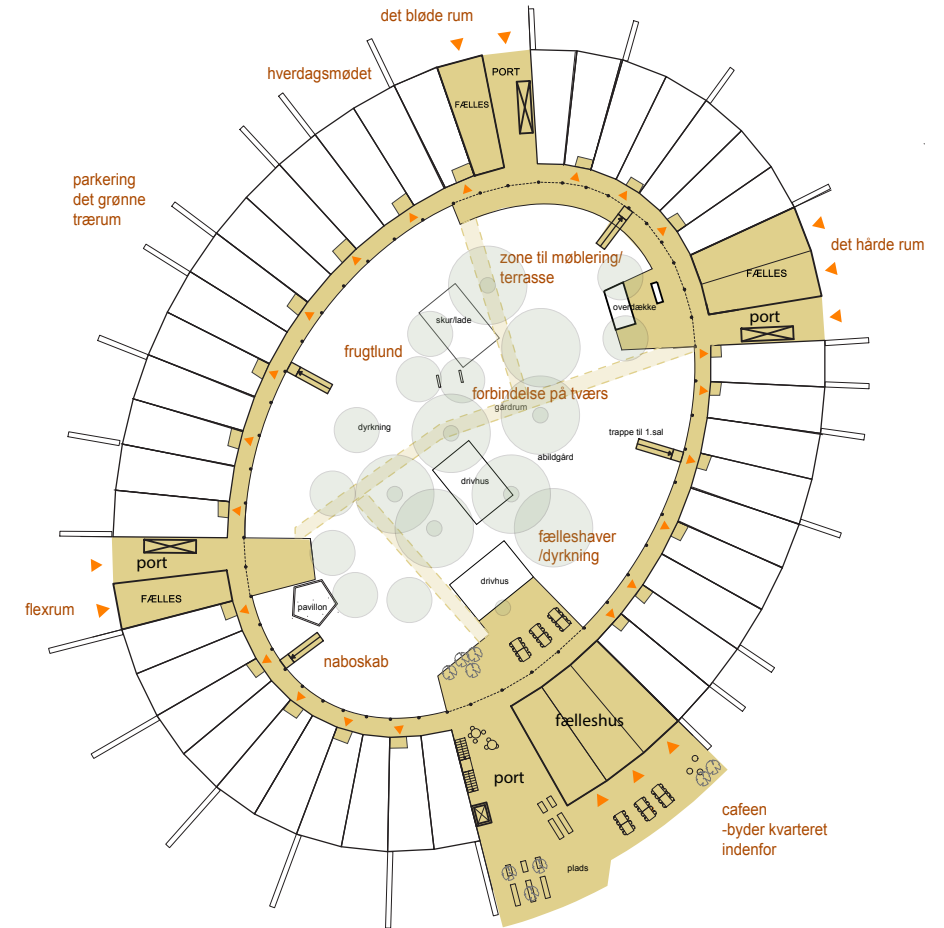 det bløde rum
hverdagsmødet
PORT
FÆLLES
parkering
det grønne
trærum
det hårde rum
zone til møblering/
terrasse
FÆLLES
overdække
port
skur/lade
frugtlund
forbindelse på tværs
gårdrum
dyrkning
trappe til 1.sal
abildgård
drivhus
fælleshaver
/dyrkning
port
drivhus
FÆLLES
flexrum
pavillon
naboskab
fælleshus
port
cafeen
-byder kvarteret
indenfor
plads